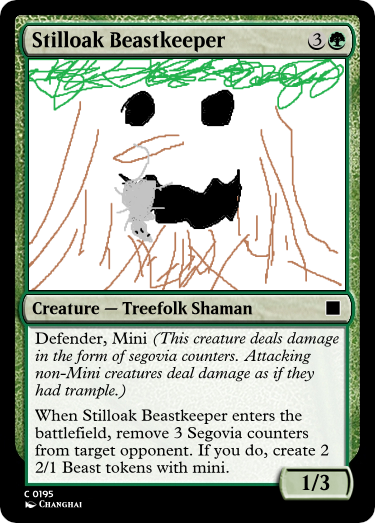 Stilloak Beastkeeper 3
Creature — Treefolk Shaman
Defender, Mini (This creature deals damage
in the form of segovia counters. Attacking
non-Mini creatures deal damage as if they
had trample.)
When Stilloak Beastkeeper enters the
battlefield, remove 3 Segovia counters
from target opponent. If you do, create 2
2/1 Beast tokens with mini.
1/3
C 0195
Changhai